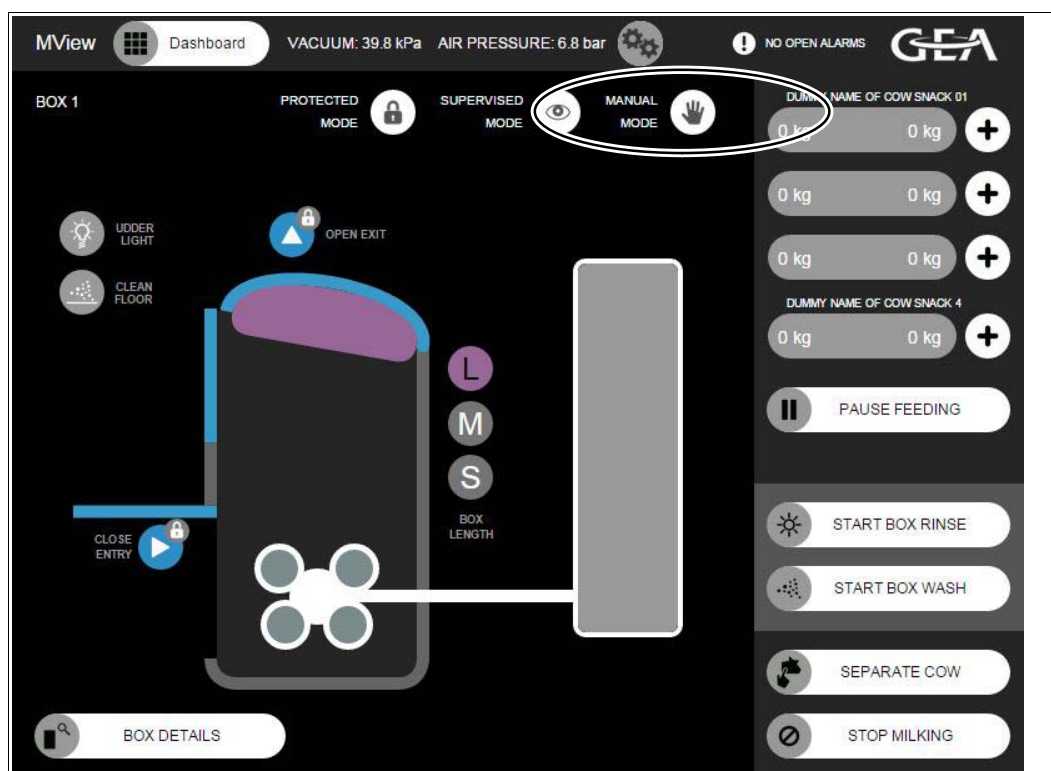 MView
Dashboard
VACUUM: 39.8 kPa
AIR PRESSURE: 6.8 bar
NO OPEN ALARMS
GEA
BOX 1
PROTECTED
MODE
SUPERVISED
MODE
MANUAL
MODE
DUMMY NAME OF COW SNACK 01
0 kg 0 kg
0 kg 0 kg
0 kg 0 kg
DUMMY NAME OF COW SNACK 4
0 kg 0 kg
UDDER
LIGHT
OPEN EXIT
CLEAN
FLOOR
L
M
S
BOX
LENGTH
CLOSE
ENTRY
PAUSE FEEDING
START BOX RINSE
START BOX WASH
SEPARATE COW
STOP MILKING
BOX DETAILS